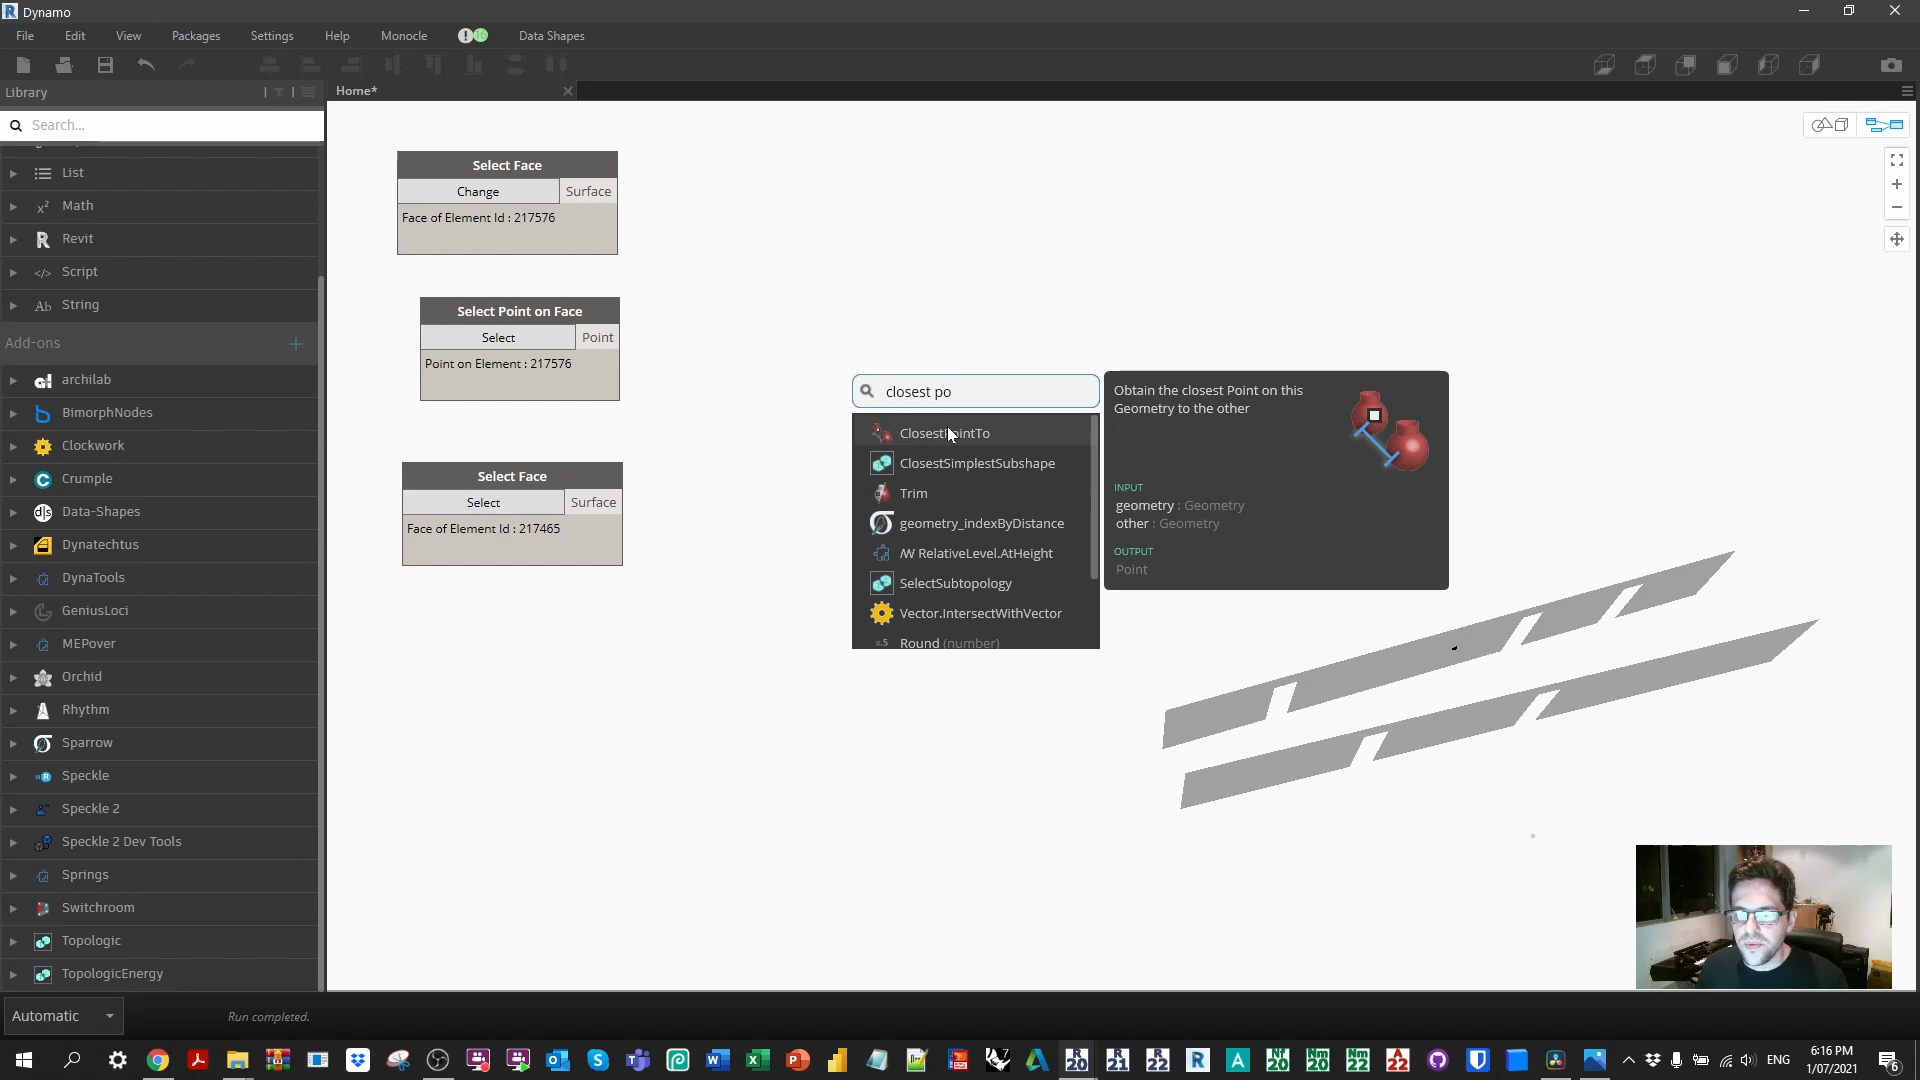 Dynamo
File Edit View Packages Settings Help Monocle Data Shapes
Library
Home*
Search...
List
Math
Revit
Script
String
Add-ons
archilab
BimorphNodes
Clockwork
Crumple
Data-Shapes
Dynatechtus
DynaTools
GeniusLoci
MEPover
Orchid
Rhythm
Sparrow
Speckle
Speckle 2
Speckle 2 Dev Tools
Springs
Switchroom
Topologic
TopologicEnergy
Select Face
Change Surface
Face of Element Id : 217576
Select Point on Face
Select Point
Point on Element : 217576
Select Face
Select Surface
Face of Element Id : 217465
closest po
ClosestPointTo
ClosestSimplestSubshape
Trim
geometry_indexByDistance
/W RelativeLevel.AtHeight
SelectSubtopology
Vector.IntersectWithVector
Round (number)
Obtain the closest Point on this
Geometry to the other
INPUT
geometry : Geometry
other : Geometry
OUTPUT
Point
Automatic
Run completed.
ENG
6:16 PM
1/07/2021